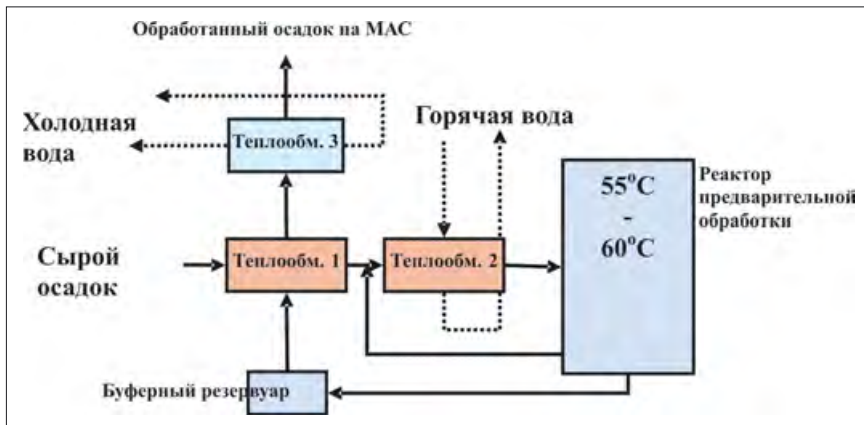 Обработанный осадок на МАС
Холодная
вода
Теплообм. 3
Горячая вода
55°C
-
60°C
Реактор
предварительной
обработки
Сырой
осадок
Теплообм. 1
Теплообм. 2
Буферный резервуар